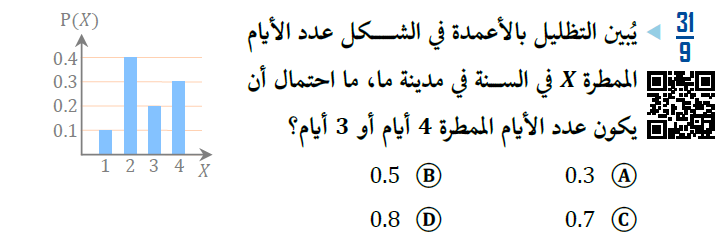 31
9
يُبين التظليل بالأعمدة في الشكل عدد الأيام
الممطرة X في السنة في مدينة ما، ما احتمال أن
يكون عدد الأيام الممطرة 4 أيام أو 3 أيام؟
A 0.3
B 0.5
C 0.7
D 0.8
P(X)
0.4
0.3
0.2
0.1
1 2 3 4 X